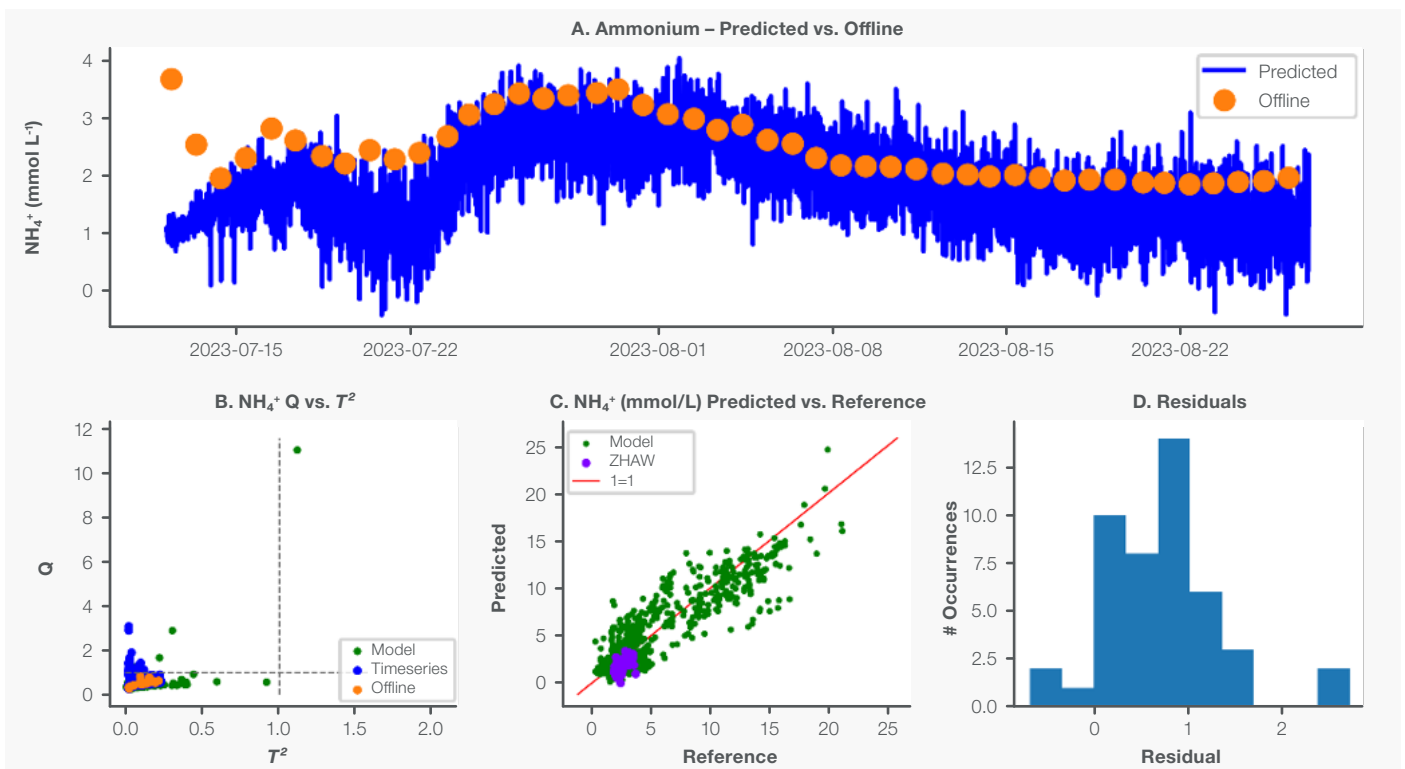 A. Ammonium – Predicted vs. Offline
NH₄⁺ (mmol L⁻¹)
4
3
2
1
0
Predicted
Offline
2023-07-15 2023-07-22 2023-08-01 2023-08-08 2023-08-15 2023-08-22
B. NH₄⁺ Q vs. T²
Q
12
10
8
6
4
2
0
Model
Timeseries
Offline
0.0 0.5 1.0 1.5 2.0
T²
C. NH₄⁺ (mmol/L) Predicted vs. Reference
Predicted
25
20
15
10
5
0
Model
ZHAW
1=1
0 5 10 15 20 25
Reference
D. Residuals
# Occurrences
12.5
10.0
7.5
5.0
2.5
0.0
0 1 2
Residual